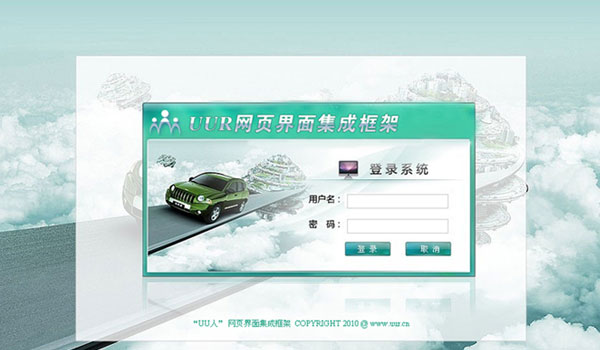 UUR网页界面集成框架
登录系统
用户名：
密 码：
登 录 取 消
“UU人” 网页界面集成框架 COPYRIGHT 2010 @ www.uur.cn